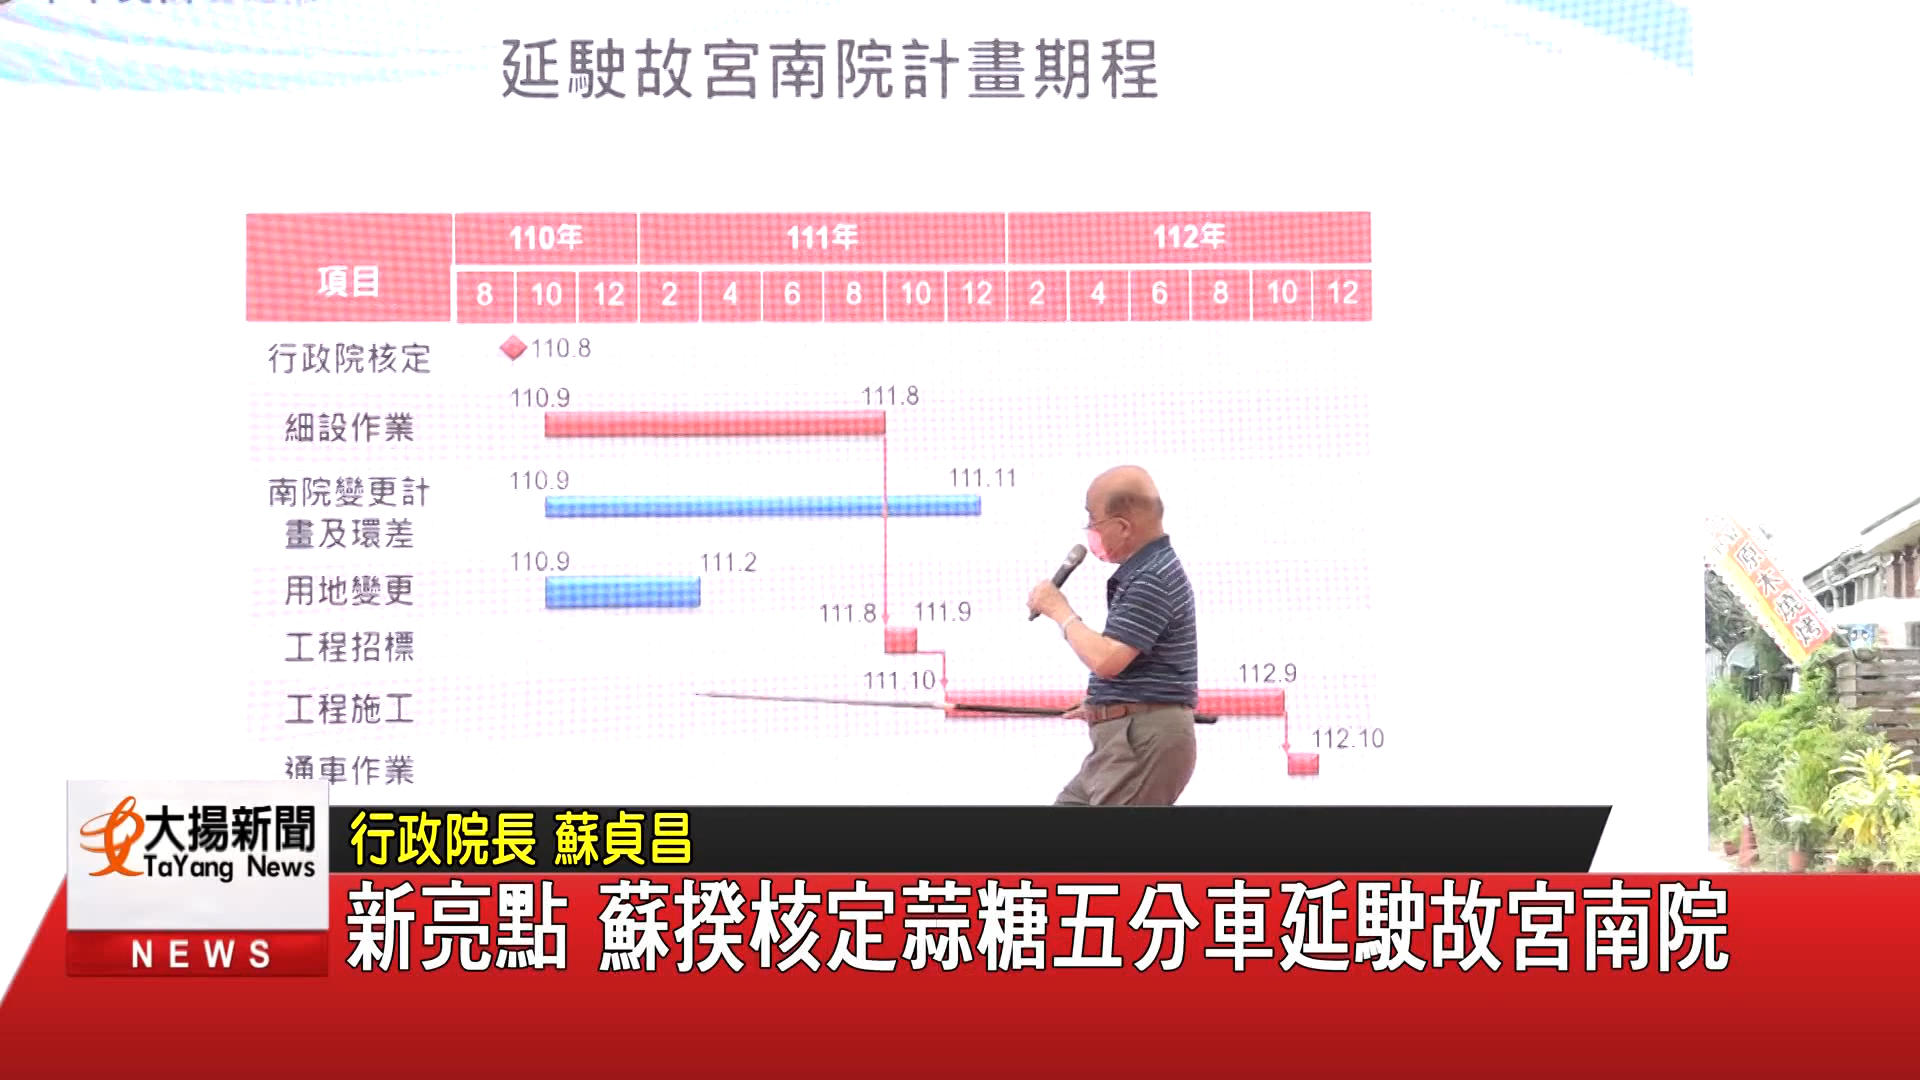 延駛故宮南院計畫期程
項目 110年 111年 112年
8 10 12 2 4 6 8 10 12 2 4 6 8 10 12
行政院核定 110.8
細設作業 110.9 111.8
南院變更計
畫及環差 110.9 111.11
用地變更 110.9 111.2
工程招標 111.8 111.9
工程施工 111.10 112.9
通車作業 112.10
原木燒烤
大揚新聞
TaYang News
NEWS
行政院長 蘇貞昌
新亮點 蘇揆核定蒜糖五分車延駛故宮南院